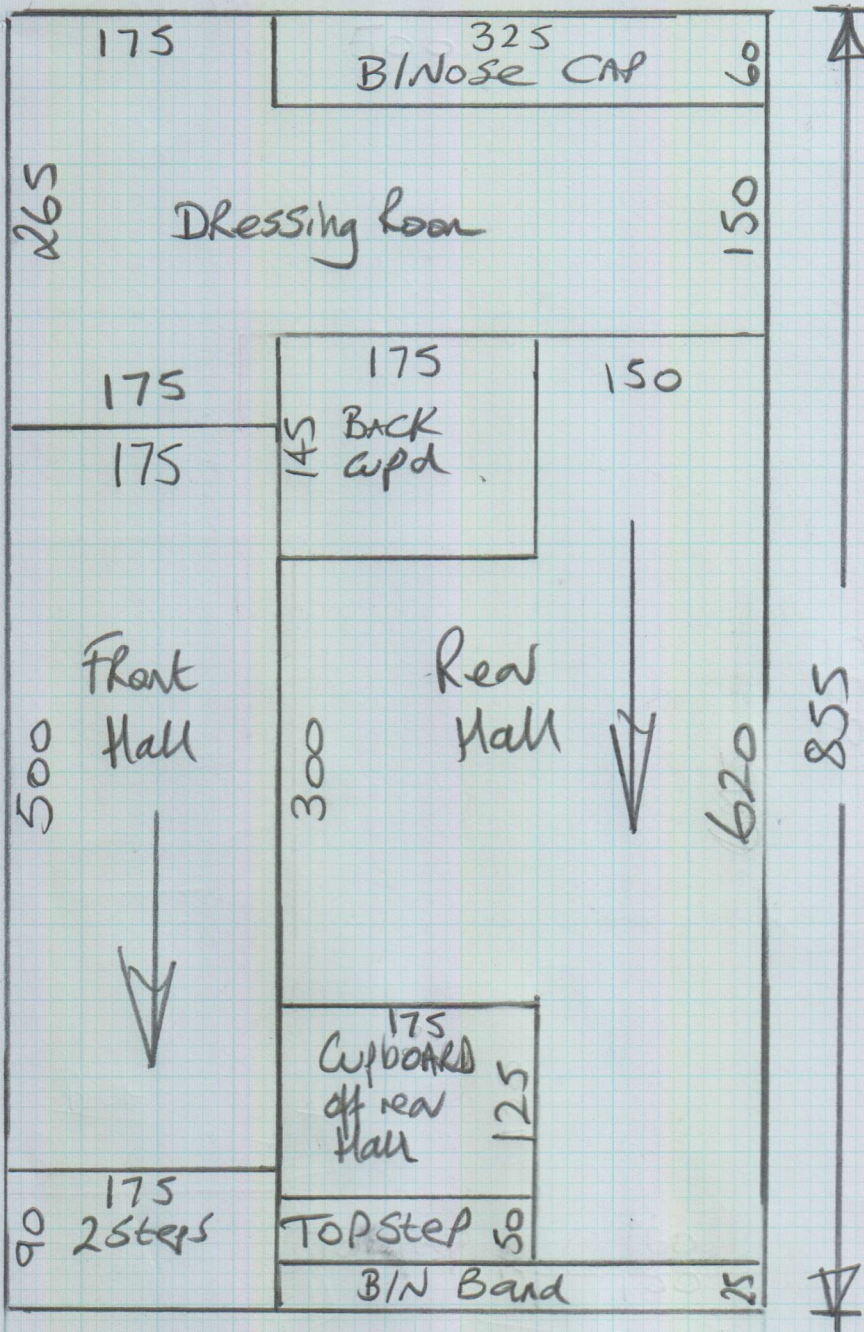 175
325
B/Nose CAP
60
265
Dressing Room
150
175
175
150
175
145
BACK
Cupd
Front
Hall
Rear
Hall
500
300
620
855
175
CupbOARD
off rear
Hall
125
175
2 Steps
90
TOP Step
50
B/N Band
25